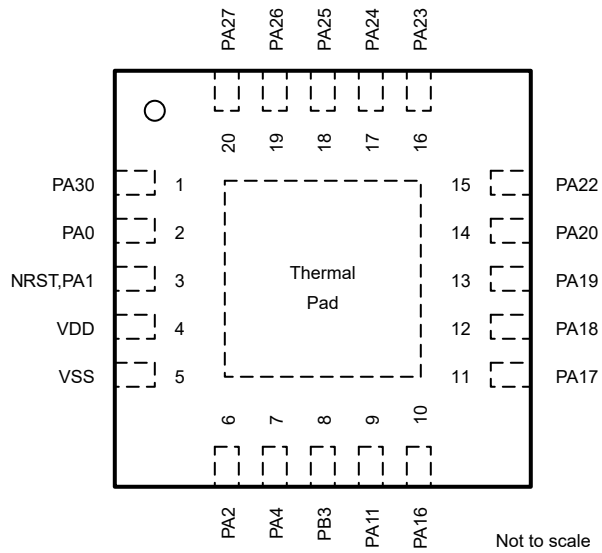 PA27 PA26 PA25 PA24 PA23
20 19 18 17 16
PA30 1 15 PA22
PA0 2 14 PA20
NRST,PA1 3 13 PA19
VDD 4 12 PA18
VSS 5 11 PA17
Thermal
Pad
6 7 8 9 10
PA2 PA4 PB3 PA11 PA16
Not to scale